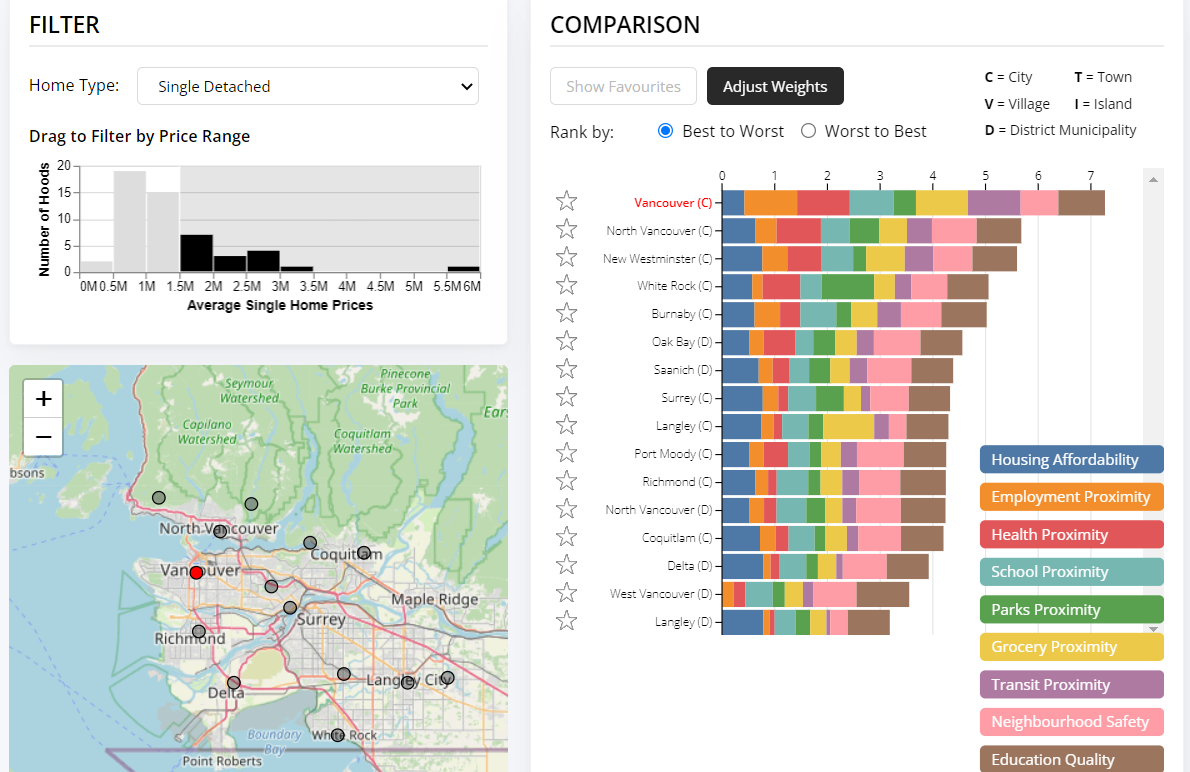 FILTER
Home Type:
Single Detached
Drag to Filter by Price Range
Number of Hoods
20
15
10
5
0
0M 0.5M 1M 1.5M 2M 2.5M 3M 3.5M 4M 4.5M 5M 5.5M 6M
Average Single Home Prices
+
−
Seymour
Watershed
Pinecone
Burke Provincial
Park
Ears
Capilano
Watershed
Coquitlam
Watershed
bsons
North Vancouver
Coquitlam
Vancouver
Maple Ridge
Surrey
Richmond
Langley City
Delta
Boundary
Bay
White Rock
Point Roberts
COMPARISON
Show Favourites
Adjust Weights
C = City T = Town
V = Village I = Island
D = District Municipality
Rank by:
Best to Worst
Worst to Best
0 1 2 3 4 5 6 7
Vancouver (C)
North Vancouver (C)
New Westminster (C)
White Rock (C)
Burnaby (C)
Oak Bay (D)
Saanich (D)
Surrey (C)
Langley (C)
Port Moody (C)
Richmond (C)
North Vancouver (D)
Coquitlam (C)
Delta (D)
West Vancouver (D)
Langley (D)
Housing Affordability
Employment Proximity
Health Proximity
School Proximity
Parks Proximity
Grocery Proximity
Transit Proximity
Neighbourhood Safety
Education Quality